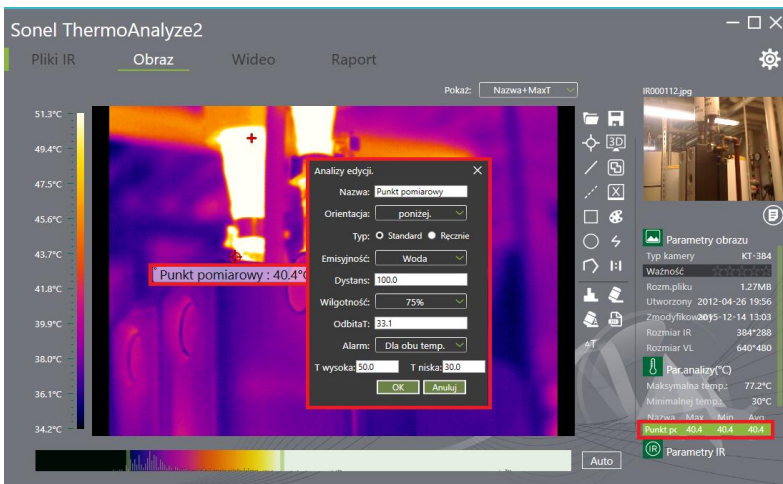 Sonel ThermoAnalyze2
Pliki IR Obraz Wideo Raport
Pokaż: Nazwa+MaxT
IR000112.jpg
51.3°C
49.4°C
47.5°C
45.6°C
43.7°C
41.8°C
39.9°C
38.0°C
36.1°C
34.2°C
Punkt pomiarowy : 40.4°C
Analizy edycji.
Nazwa: Punkt pomiarowy
Orientacja: poniżej.
Typ: Standard Ręcznie
Emisyjność: Woda
Dystans: 100.0
Wilgotność: 75%
OdbitaT: 33.1
Alarm: Dla obu temp.
T wysoka: 50.0 T niska: 30.0
OK Anuluj
3D
ΔT
Auto
Parametry obrazu
Typ kamery KT-384
Ważność
Rozm.pliku 1.27MB
Utworzony 2012-04-26 19:56
Zmodyfikowany 2015-12-14 13:03
Rozmiar IR 384*288
Rozmiar VL 640*480
Par.analizy(°C)
Maksymalna temp.: 77.2°C
Minimalnej temp.: 30°C
Nazwa Max Min Avg
Punkt pc 40.4 40.4 40.4
IR Parametry IR